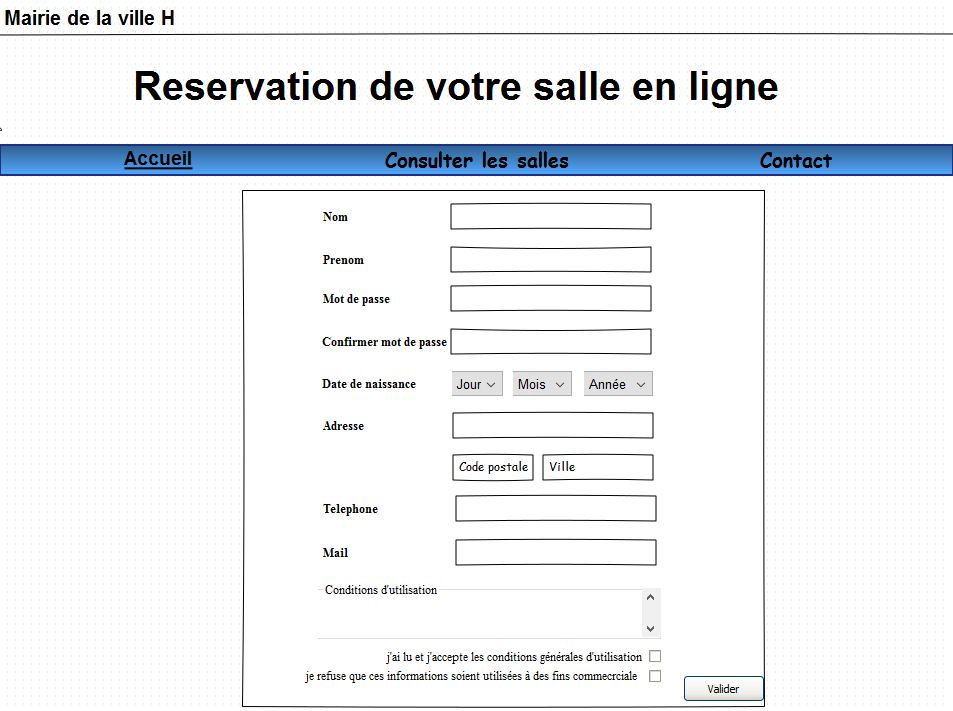 Mairie de la ville H
Reservation de votre salle en ligne
Accueil Consulter les salles Contact
Nom
Prenom
Mot de passe
Confirmer mot de passe
Date de naissance Jour Mois Année
Adresse
Code postale Ville
Telephone
Mail
Conditions d'utilisation
j'ai lu et j'accepte les conditions générales d'utilisation
je refuse que ces informations soient utilisées à des fins commecrciale
Valider